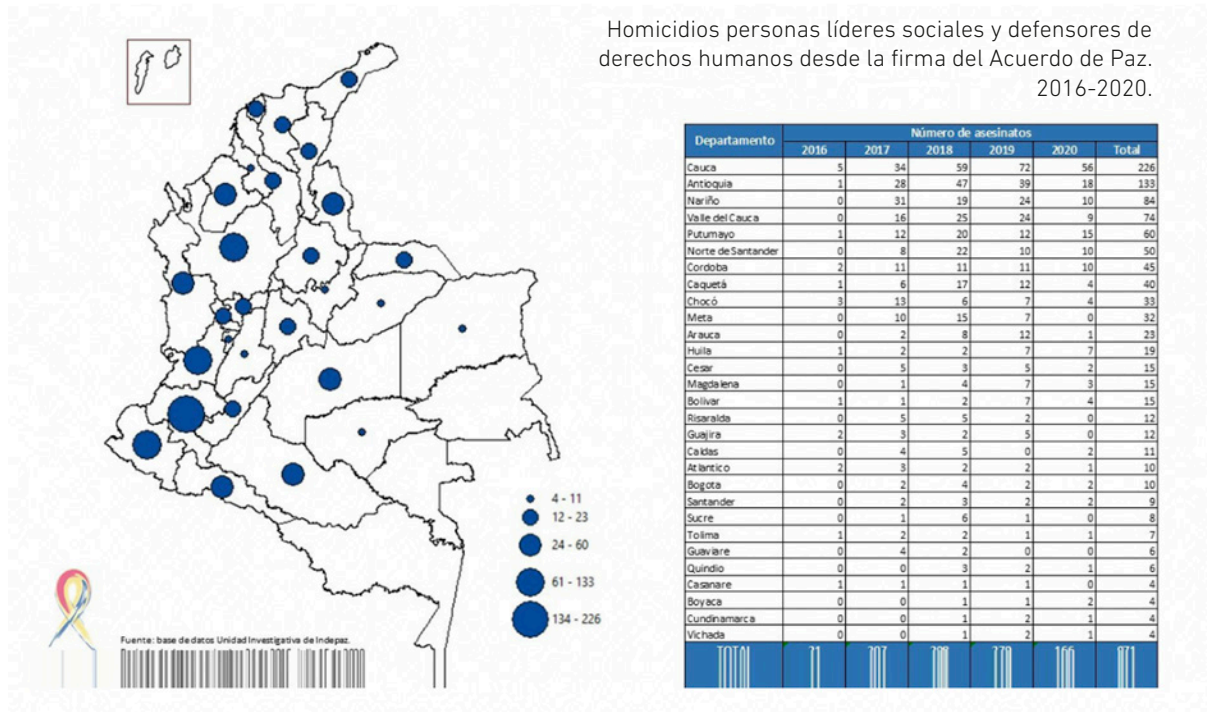 Homicidios personas líderes sociales y defensores de
derechos humanos desde la firma del Acuerdo de Paz.
2016-2020.
Departamento Número de asesinatos
2016 2017 2018 2019 2020 Total
Cauca 5 34 59 72 56 226
Antioquia 1 28 47 39 18 133
Nariño 0 31 19 24 10 84
Valle del Cauca 0 16 25 24 9 74
Putumayo 1 12 20 12 15 60
Norte de Santander 0 8 22 10 10 50
Cordoba 2 11 11 11 10 45
Caquetá 1 6 17 12 4 40
Chocó 3 13 6 7 4 33
Meta 0 10 15 7 0 32
Arauca 0 2 8 12 1 23
Huila 1 2 2 7 7 19
Cesar 0 5 3 5 2 15
Magdalena 0 1 4 7 3 15
Bolivar 1 1 2 7 4 15
Risaralda 0 5 5 2 0 12
Guajira 2 3 2 5 0 12
Caldas 0 4 5 0 2 11
Atlantico 2 3 2 2 1 10
Bogota 0 2 4 2 2 10
Santander 0 2 3 2 2 9
Sucre 0 1 6 1 0 8
Tolima 1 2 2 1 1 7
Guaviare 0 4 2 0 0 6
Quindio 0 0 3 2 1 6
Casanare 1 1 1 1 0 4
Boyaca 0 0 1 1 2 4
Cundinamarca 0 0 1 2 1 4
Vichada 0 0 1 2 1 4
TOTAL 21 207 298 279 166 871
4 - 11
12 - 23
24 - 60
61 - 133
134 - 226
Fuente: base de datos Unidad Investigativa de Indepaz.